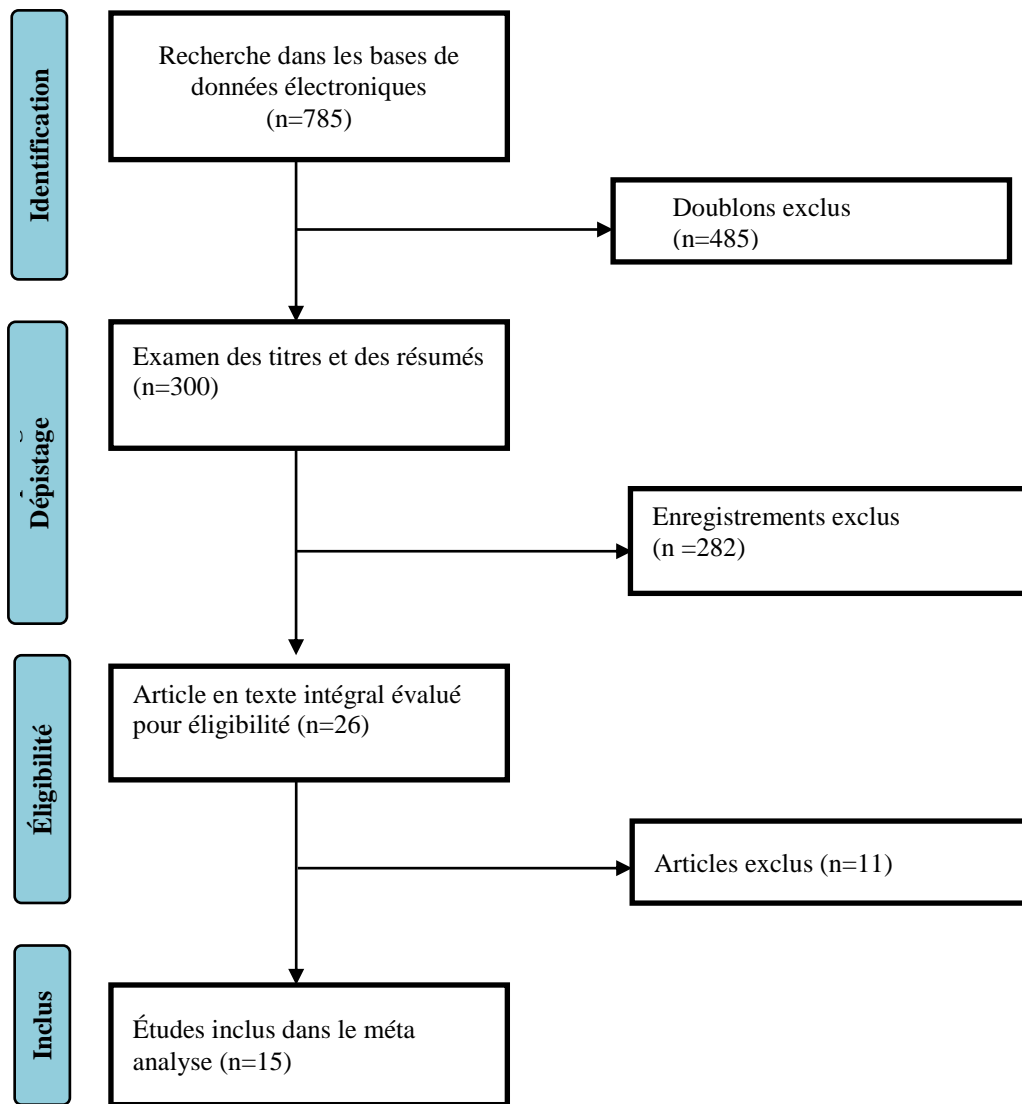 Identification
Recherche dans les bases de
données électroniques
(n=785)
Doublons exclus
(n=485)
Dépistage
Examen des titres et des résumés
(n=300)
Enregistrements exclus
(n =282)
Éligibilité
Article en texte intégral évalué
pour éligibilité (n=26)
Articles exclus (n=11)
Inclus
Études inclus dans le méta
analyse (n=15)